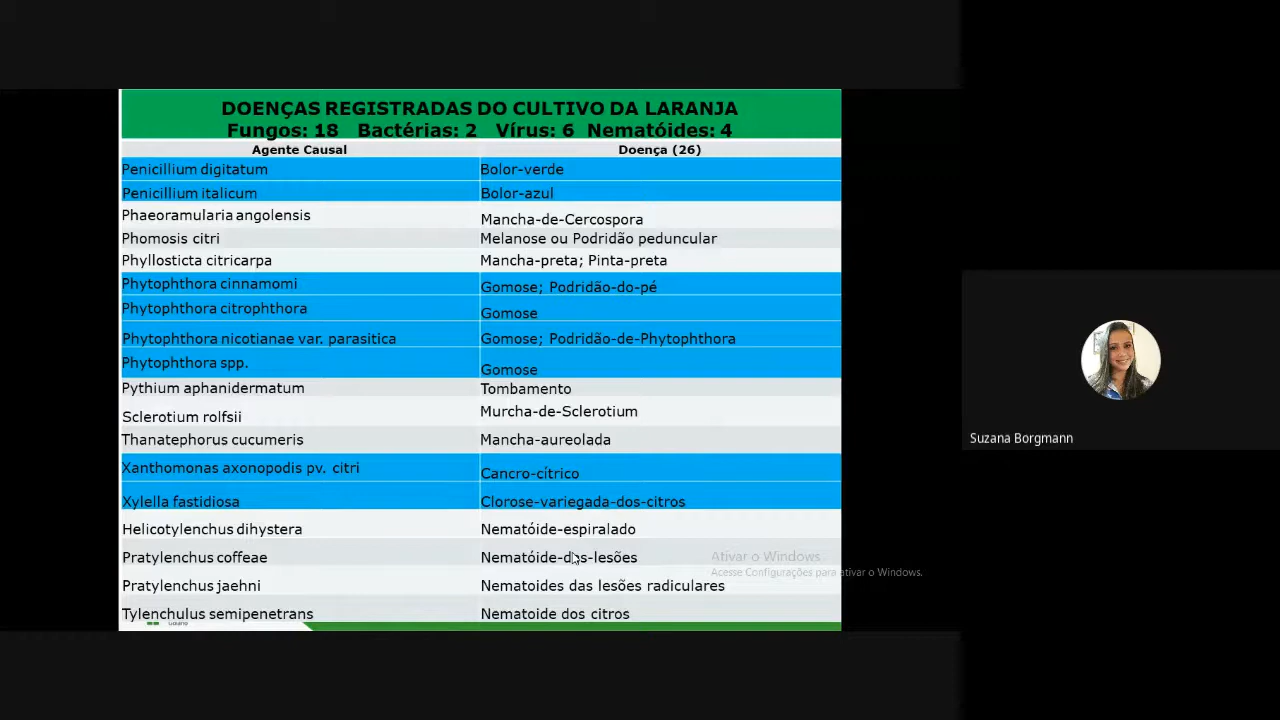 DOENÇAS REGISTRADAS DO CULTIVO DA LARANJA
Fungos: 18 Bactérias: 2 Vírus: 6 Nematóides: 4
Agente Causal Doença (26)
Penicillium digitatum Bolor-verde
Penicillium italicum Bolor-azul
Phaeoramularia angolensis Mancha-de-Cercospora
Phomosis citri Melanose ou Podridão peduncular
Phyllosticta citricarpa Mancha-preta; Pinta-preta
Phytophthora cinnamomi Gomose; Podridão-do-pé
Phytophthora citrophthora Gomose
Phytophthora nicotianae var. parasitica Gomose; Podridão-de-Phytophthora
Phytophthora spp. Gomose
Pythium aphanidermatum Tombamento
Sclerotium rolfsii Murcha-de-Sclerotium
Thanatephorus cucumeris Mancha-aureolada
Xanthomonas axonopodis pv. citri Cancro-cítrico
Xylella fastidiosa Clorose-variegada-dos-citros
Helicotylenchus dihystera Nematóide-espiralado
Pratylenchus coffeae Nematóide-das-lesões
Pratylenchus jaehni Nematoides das lesões radiculares
Tylenchulus semipenetrans Nematoide dos citros
Goiano
Ativar o Windows
Acesse Configurações para ativar o Windows.
Suzana Borgmann